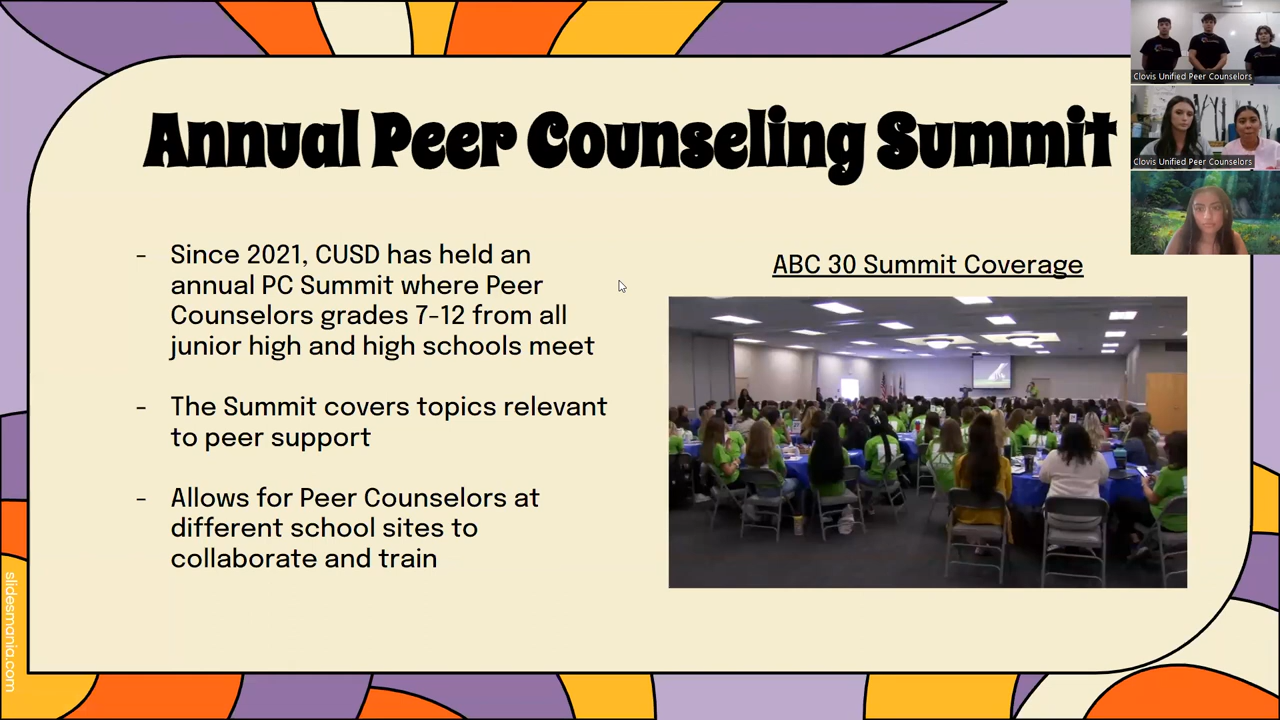 Annual Peer Counseling Summit
- Since 2021, CUSD has held an
annual PC Summit where Peer
Counselors grades 7-12 from all
junior high and high schools meet
- The Summit covers topics relevant
to peer support
- Allows for Peer Counselors at
different school sites to
collaborate and train
ABC 30 Summit Coverage
Clovis Unified Peer Counselors
Clovis Unified Peer Counselors
slidesmania.com